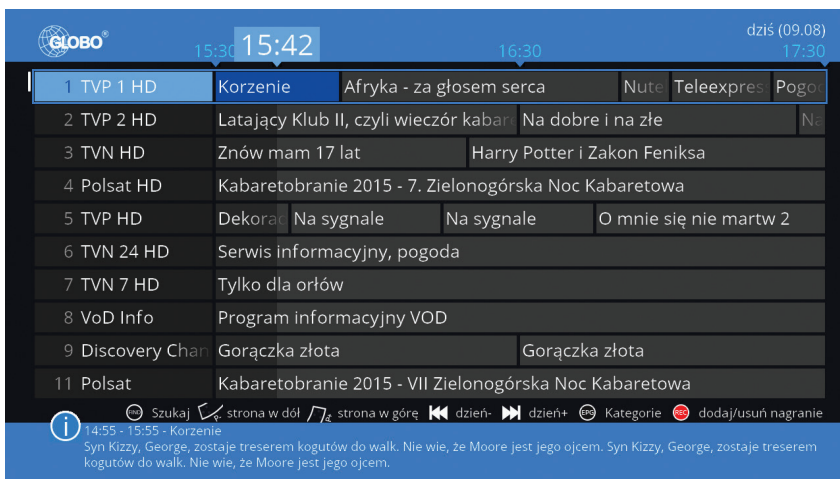 GLOBO®
dziś (09.08)
15:30 15:42 16:30 17:30
1 TVP 1 HD Korzenie Afryka - za głosem serca Nute Teleexpres Pogo
2 TVP 2 HD Latający Klub II, czyli wieczór kabar Na dobre i na złe Na
3 TVN HD Znów mam 17 lat Harry Potter i Zakon Feniksa
4 Polsat HD Kabaretobranie 2015 - 7. Zielonogórska Noc Kabaretowa
5 TVP HD Dekorac Na sygnale Na sygnale O mnie się nie martw 2
6 TVN 24 HD Serwis informacyjny, pogoda
7 TVN 7 HD Tylko dla orłów
8 VoD Info Program informacyjny VOD
9 Discovery Chan Gorączka złota Gorączka złota
11 Polsat Kabaretobranie 2015 - VII Zielonogórska Noc Kabaretowa
FIND Szukaj strona w dół strona w górę dzień- dzień+ EPG Kategorie REC dodaj/usuń nagranie
i 14:55 - 15:55 - Korzenie
Syn Kizzy, George, zostaje treserem kogutów do walk. Nie wie, że Moore jest jego ojcem. Syn Kizzy, George, zostaje treserem
kogutów do walk. Nie wie, że Moore jest jego ojcem.